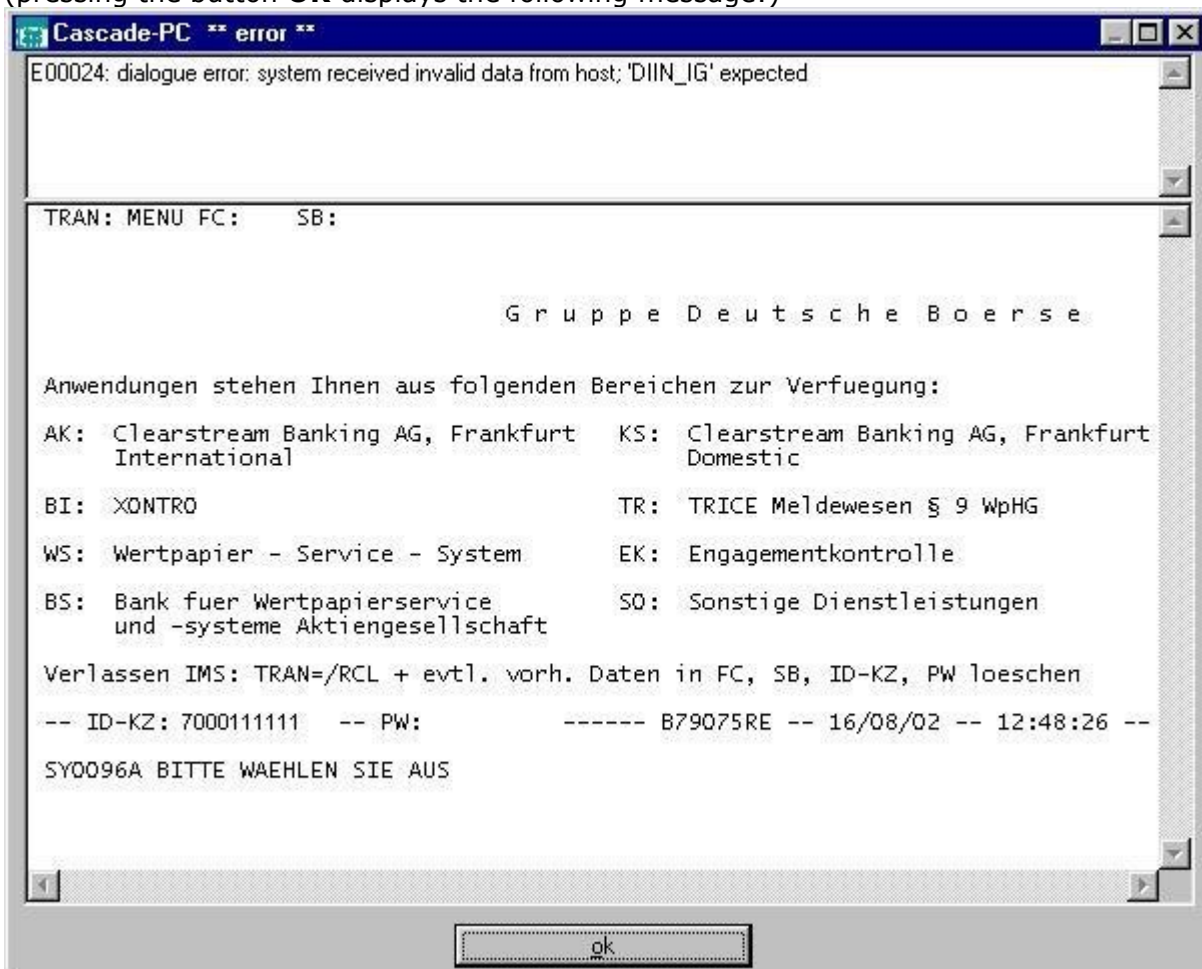 (pressing the button OK displays the following message:)
Cascade-PC ** error **
E00024: dialogue error: system received invalid data from host; 'DIIN_IG' expected
TRAN: MENU FC: SB:
G r u p p e D e u t s c h e B o e r s e
Anwendungen stehen Ihnen aus folgenden Bereichen zur Verfuegung:
AK: Clearstream Banking AG, Frankfurt KS: Clearstream Banking AG, Frankfurt
International Domestic
BI: XONTRO TR: TRICE Meldewesen § 9 WpHG
WS: Wertpapier - Service - System EK: Engagementkontrolle
BS: Bank fuer Wertpapierservice SO: Sonstige Dienstleistungen
und -systeme Aktiengesellschaft
Verlassen IMS: TRAN=/RCL + evtl. vorh. Daten in FC, SB, ID-KZ, PW loeschen
-- ID-KZ: 7000111111 -- PW: ------ B79075RE -- 16/08/02 -- 12:48:26 --
SY0096A BITTE WAEHLEN SIE AUS
ok